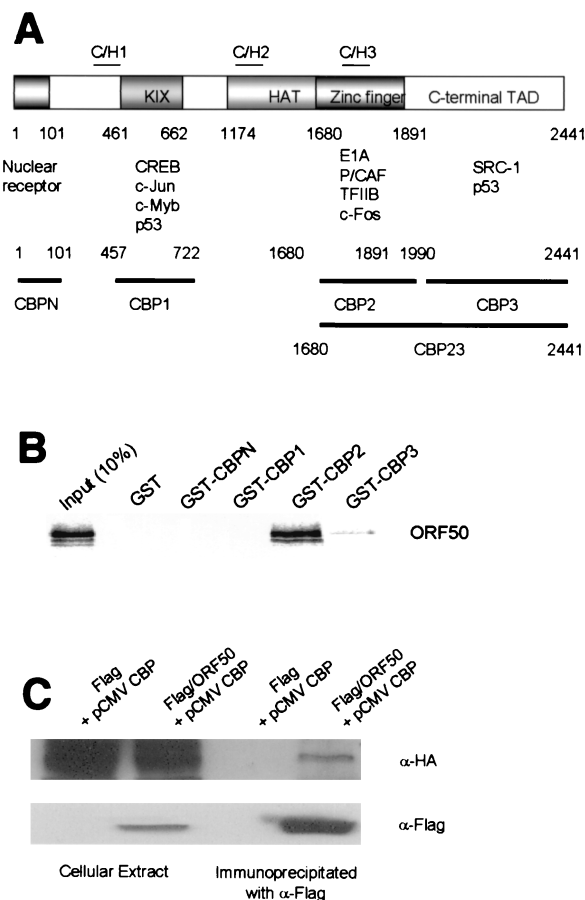 A
C/H1 C/H2 C/H3
KIX HAT Zinc finger C-terminal TAD
1 101 461 662 1174 1680 1891 2441
Nuclear
receptor
CREB
c-Jun
c-Myb
p53
E1A
P/CAF
TFIIB
c-Fos
SRC-1
p53
1 101 457 722 1680 1891 1990 2441
CBPN CBP1 CBP2 CBP3
1680 CBP23 2441
B
Input (10%) GST GST-CBPN GST-CBP1 GST-CBP2 GST-CBP3
ORF50
C
Flag
+ pCMV CBP
Flag/ORF50
+ pCMV CBP
Flag
+ pCMV CBP
Flag/ORF50
+ pCMV CBP
α-HA
α-Flag
Cellular Extract
Immunoprecipitated
with α-Flag